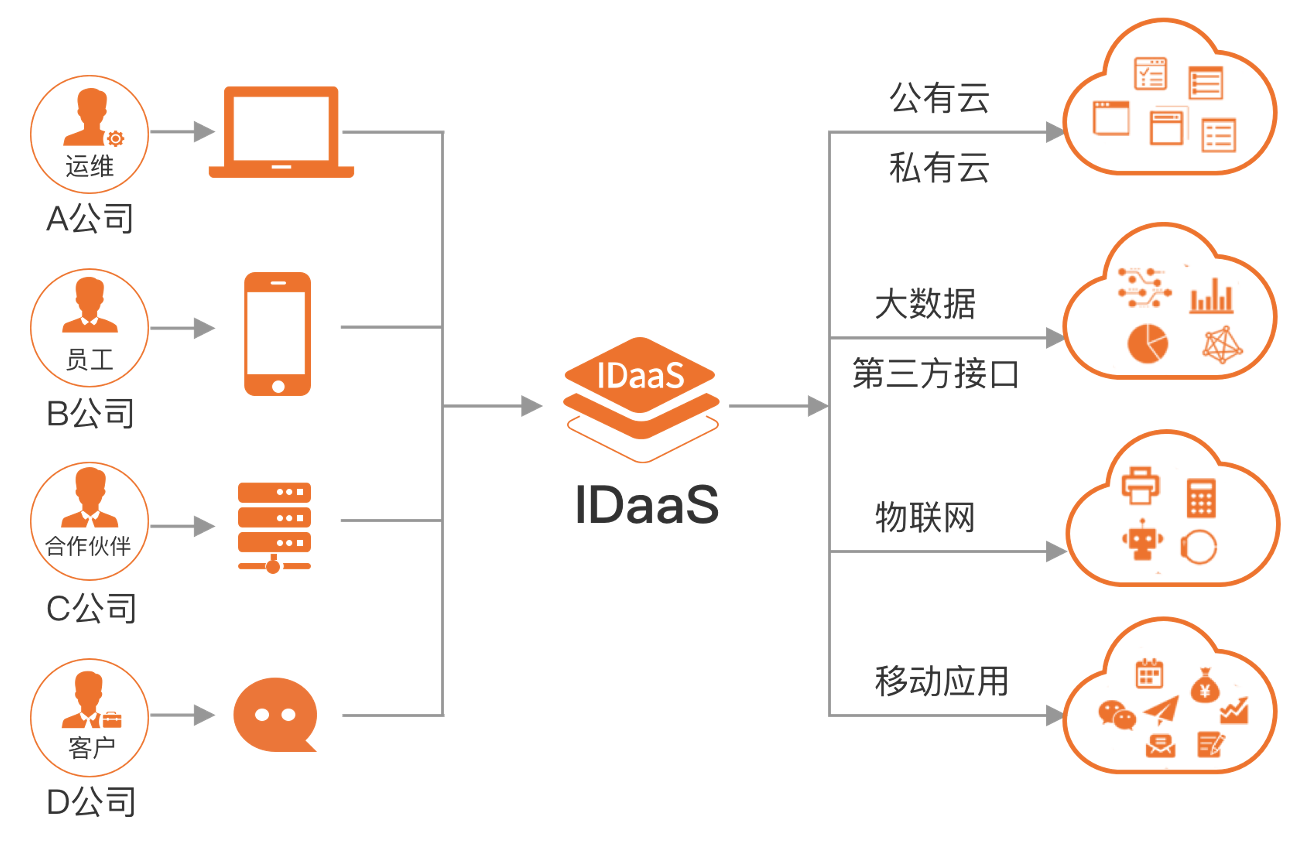 运维
A公司
员工
B公司
合作伙伴
C公司
客户
D公司
IDaaS
IDaaS
公有云
私有云
大数据
第三方接口
物联网
移动应用
¥